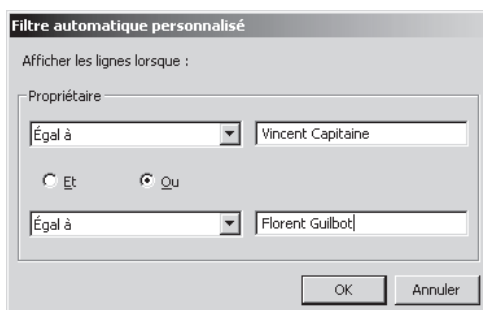 Filtre automatique personnalisé
Afficher les lignes lorsque :
Propriétaire
Égal à Vincent Capitaine
Et Ou
Égal à Florent Guilbot
OK Annuler